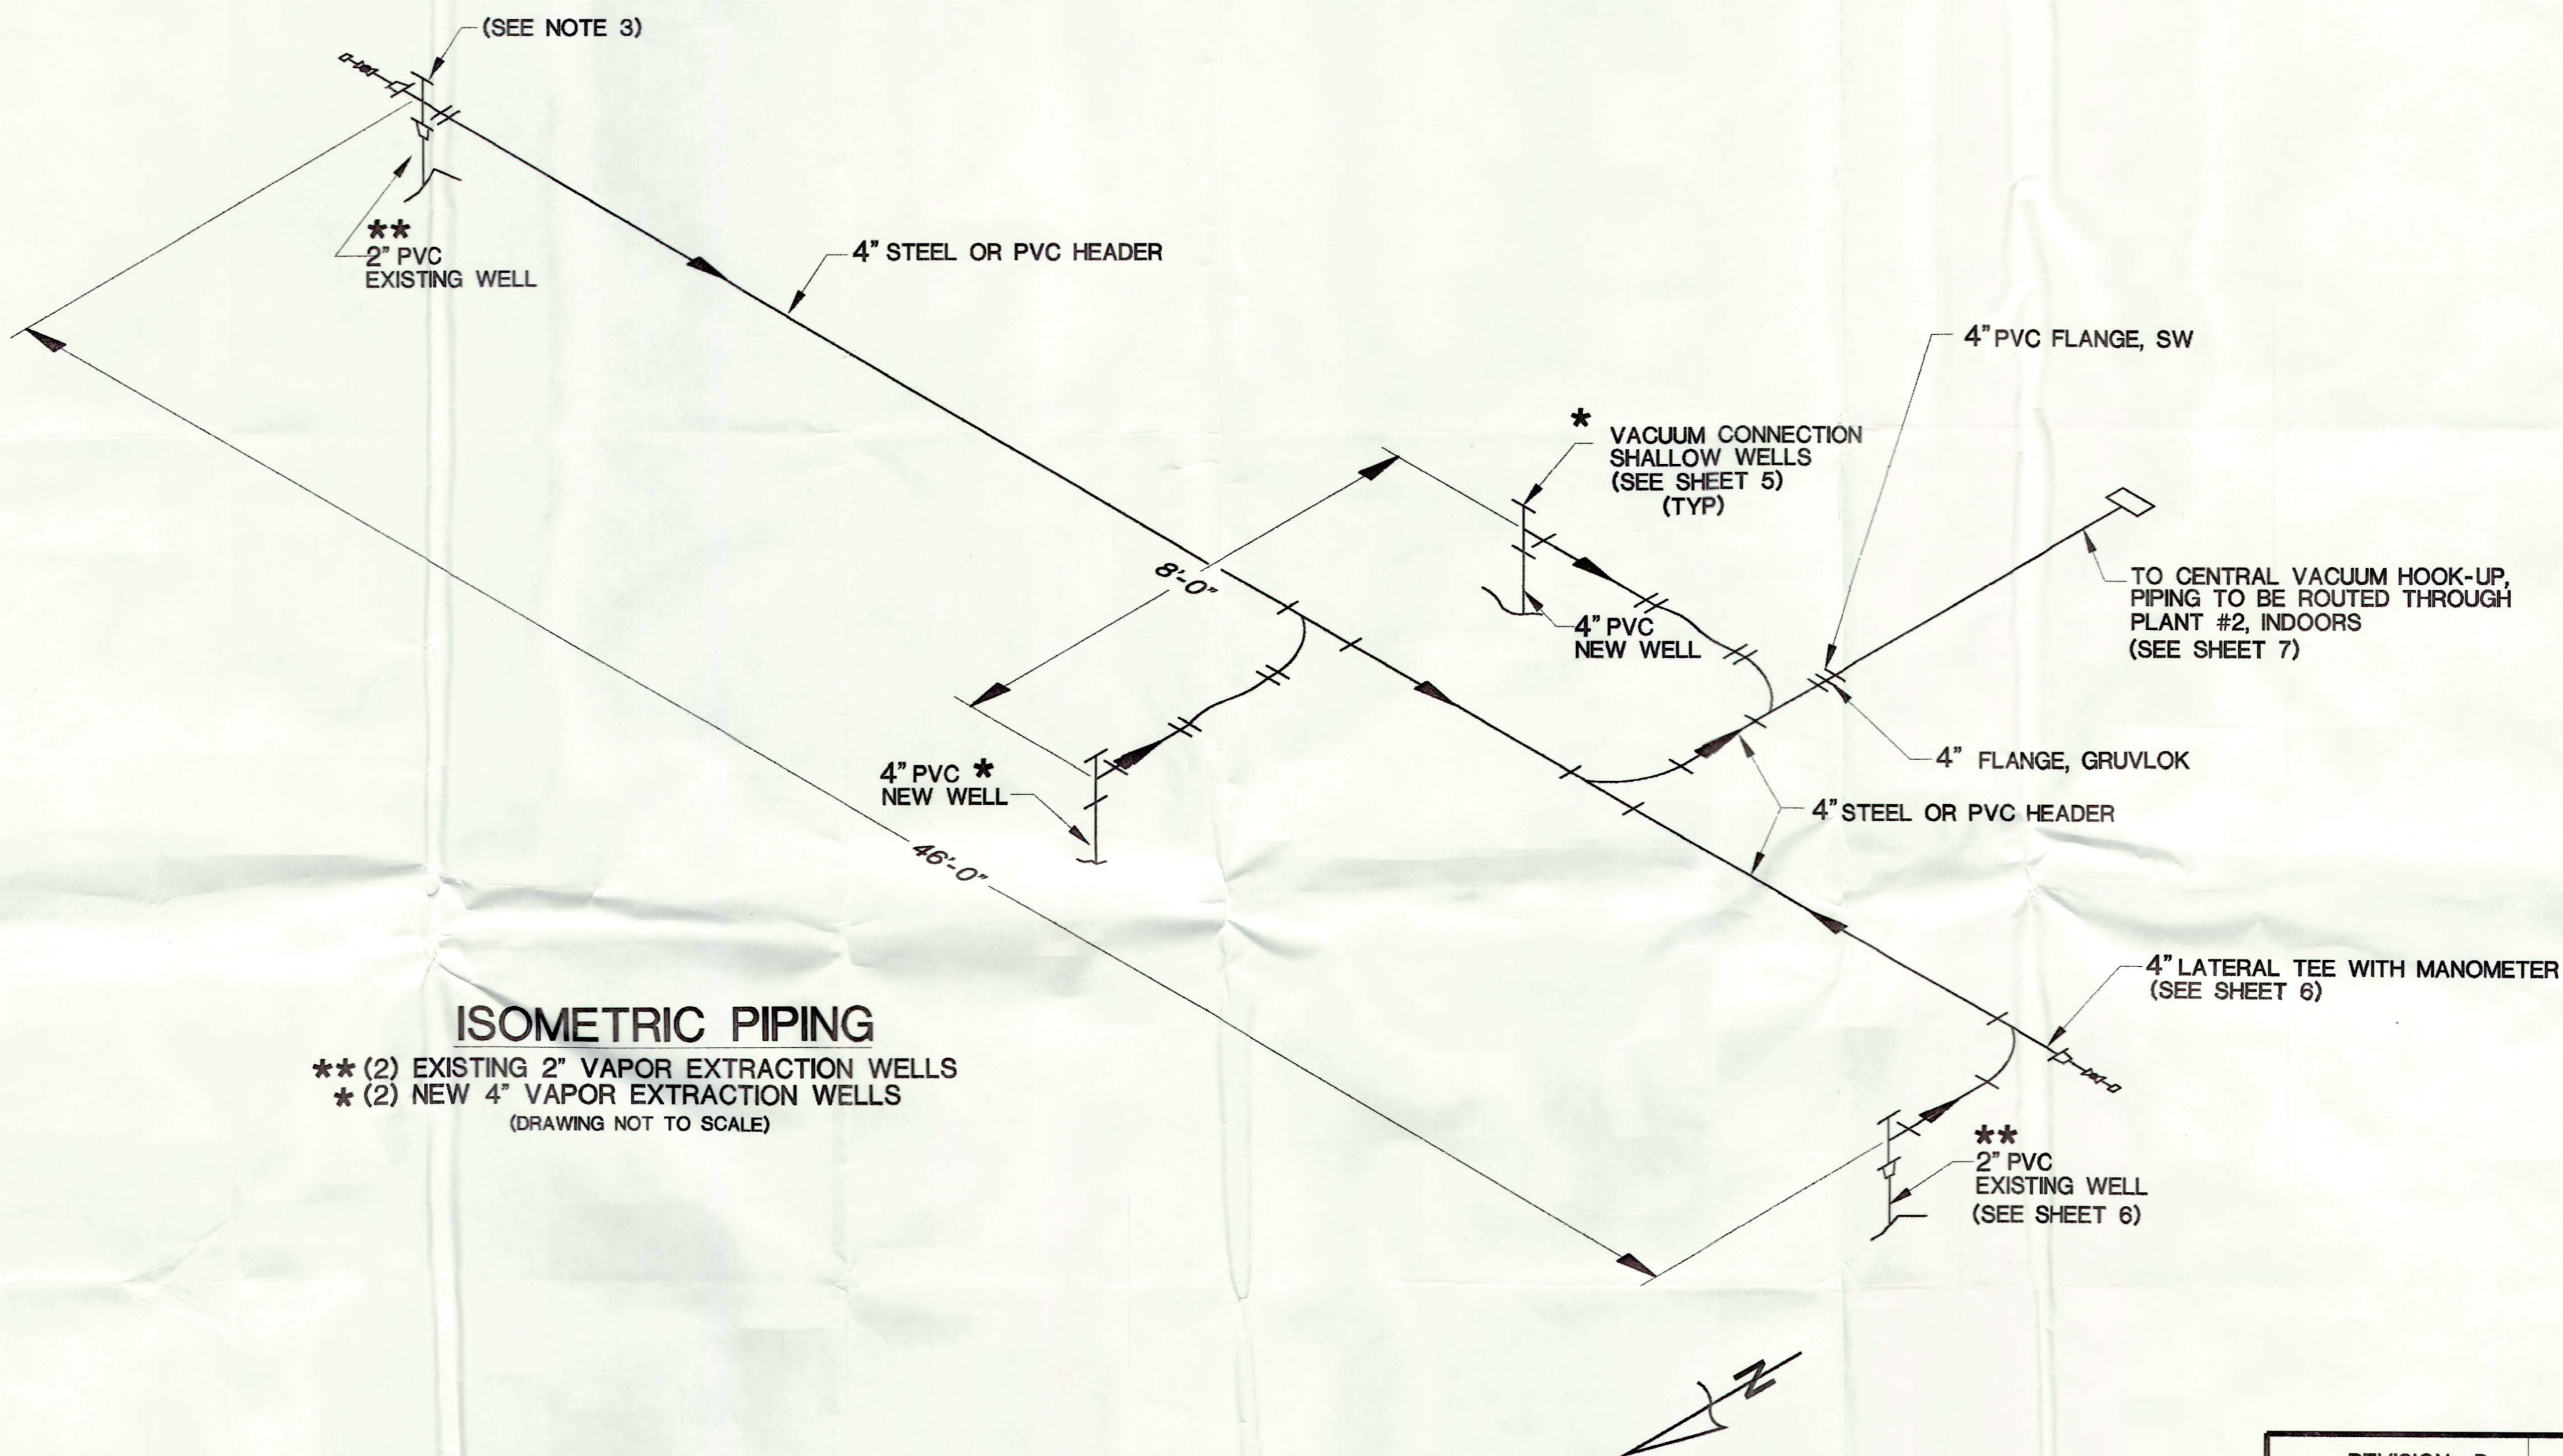 (SEE NOTE 3)
**
2" PVC
EXISTING WELL
4" STEEL OR PVC HEADER
4" PVC FLANGE, SW
*
VACUUM CONNECTION
SHALLOW WELLS
(SEE SHEET 5)
(TYP)
8'-0"
4" PVC
NEW WELL
TO CENTRAL VACUUM HOOK-UP,
PIPING TO BE ROUTED THROUGH
PLANT #2, INDOORS
(SEE SHEET 7)
4" PVC *
NEW WELL
4" FLANGE, GRUVLOK
4" STEEL OR PVC HEADER
46'-0"
4" LATERAL TEE WITH MANOMETER
(SEE SHEET 6)
ISOMETRIC PIPING
** (2) EXISTING 2" VAPOR EXTRACTION WELLS
* (2) NEW 4" VAPOR EXTRACTION WELLS
(DRAWING NOT TO SCALE)
**
2" PVC
EXISTING WELL
(SEE SHEET 6)
N